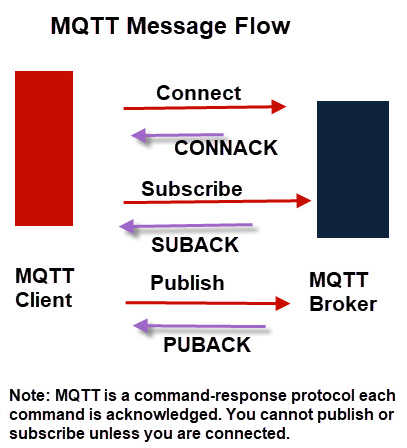 MQTT Message Flow
Connect
CONNACK
Subscribe
SUBACK
MQTT
Client
Publish
MQTT
Broker
PUBACK
Note: MQTT is a command-response protocol each
command is acknowledged. You cannot publish or
subscribe unless you are connected.